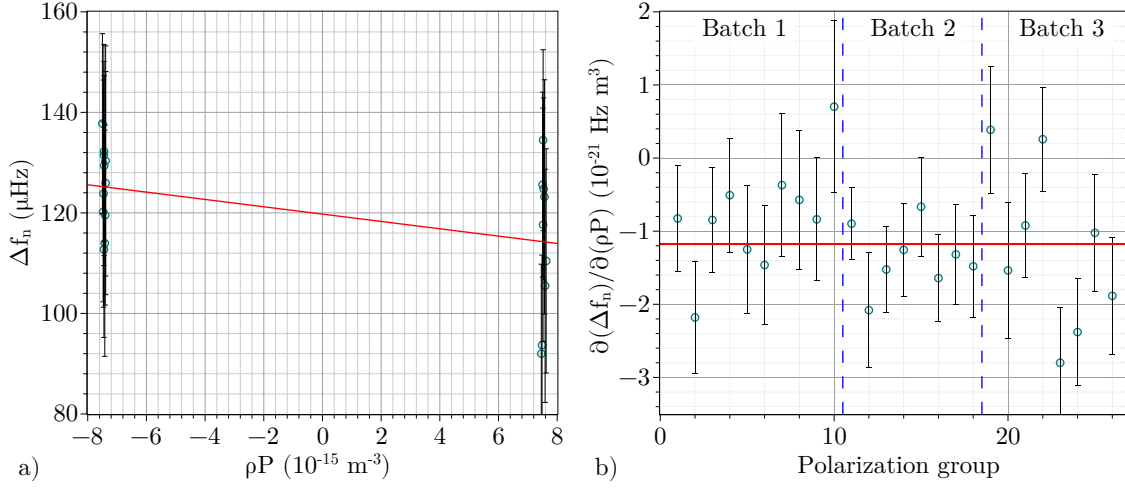 160
140
120
100
80
Δfₙ (μHz)
−8 −6 −4 −2 0 2 4 6 8
a)
ρP (10⁻¹⁵ m⁻³)
2
1
0
−1
−2
−3
∂(Δfₙ)/∂(ρP) (10⁻²¹ Hz m³)
Batch 1 Batch 2 Batch 3
0 10 20
b)
Polarization group